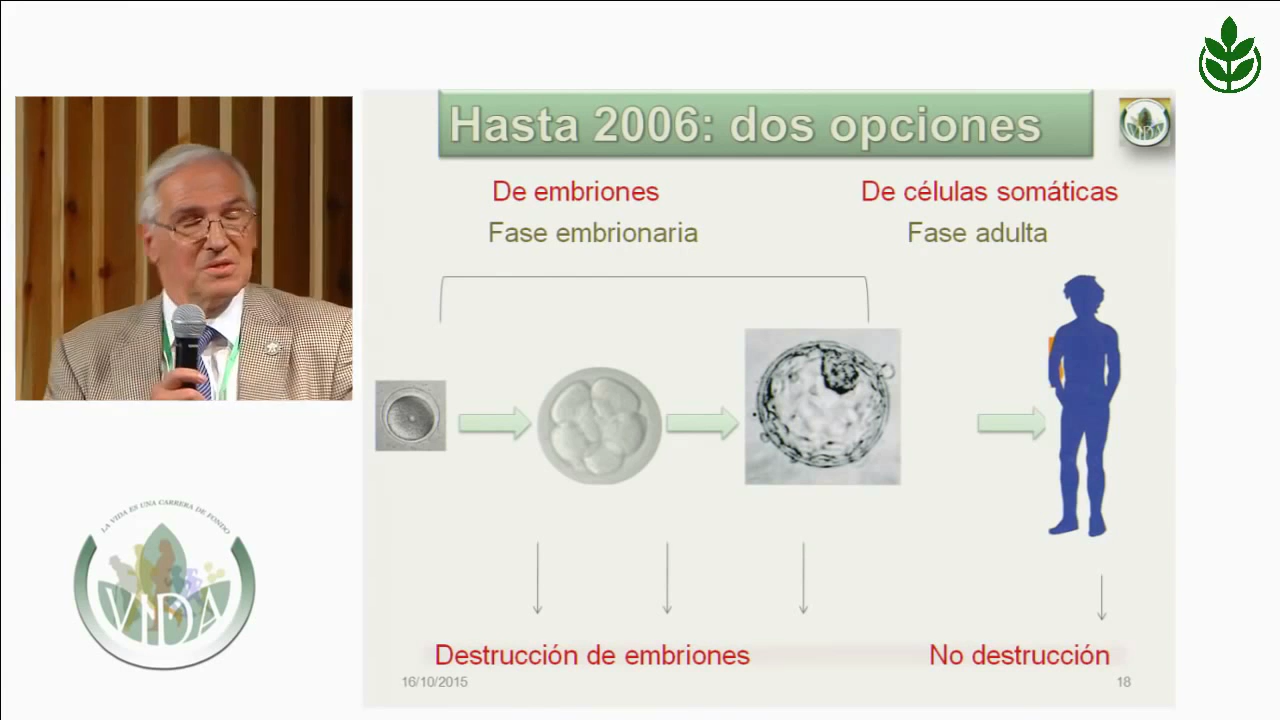 Hasta 2006: dos opciones
VIDA
De embriones
De células somáticas
Fase embrionaria
Fase adulta
LA VIDA ES UNA CARRERA DE FONDO
VIDA
Destrucción de embriones
No destrucción
16/10/2015
18